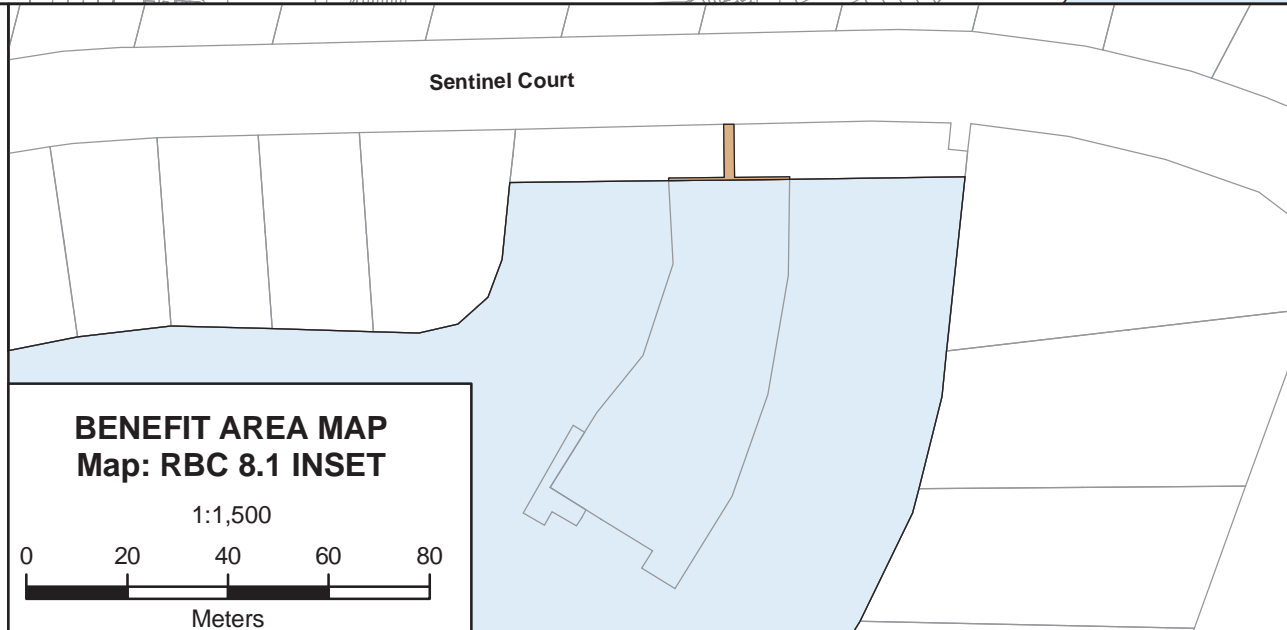 Sentinel Court
BENEFIT AREA MAP
Map: RBC 8.1 INSET
1:1,500
0 20 40 60 80
Meters